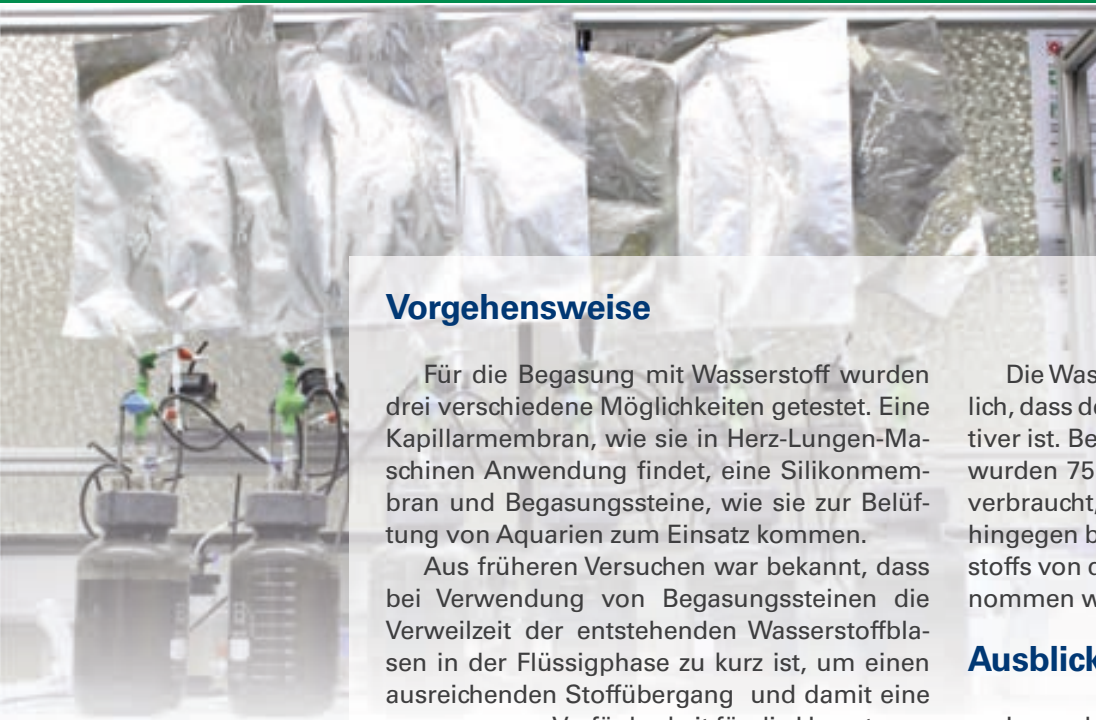 Vorgehensweise
Für die Begasung mit Wasserstoff wurden
drei verschiedene Möglichkeiten getestet. Eine
Kapillarmembran, wie sie in Herz-Lungen-Ma-
schinen Anwendung findet, eine Silikonmem-
bran und Begasungssteine, wie sie zur Belüf-
tung von Aquarien zum Einsatz kommen.
Aus früheren Versuchen war bekannt, dass
bei Verwendung von Begasungssteinen die
Verweilzeit der entstehenden Wasserstoffbla-
sen in der Flüssigphase zu kurz ist, um einen
ausreichenden Stoffübergang und damit eine
Die Was
lich, dass de
tiver ist. Be
wurden 75
verbraucht,
hingegen b
stoffs von d
nommen w
Ausblick